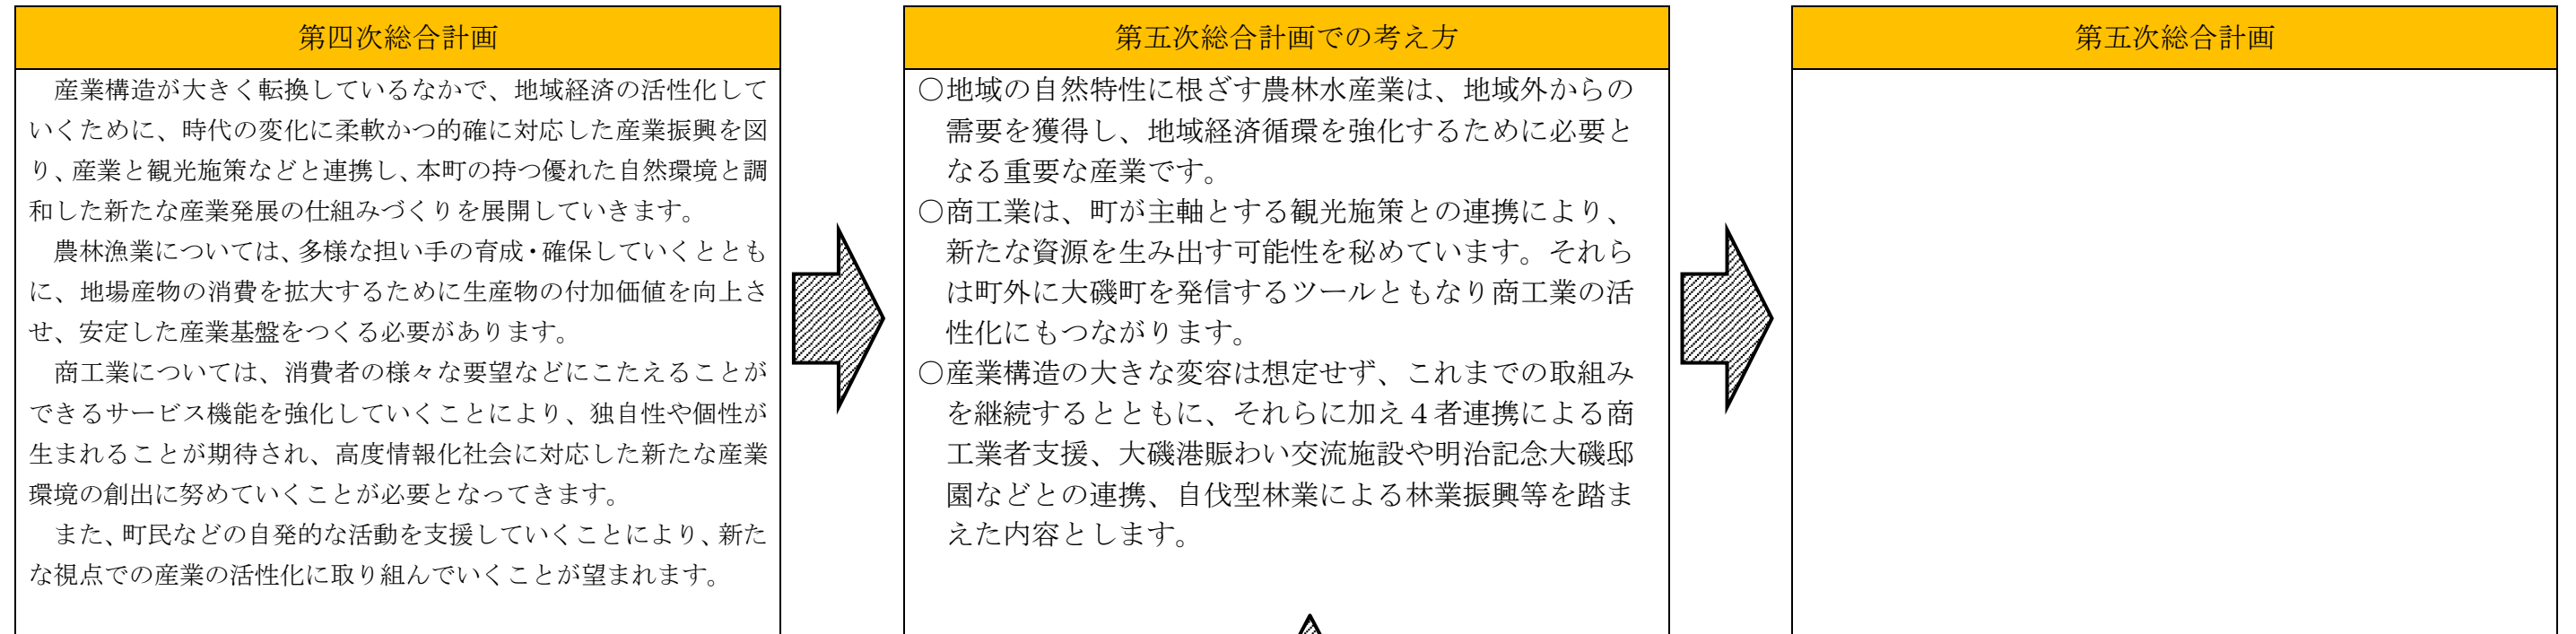 第四次総合計画
産業構造が大きく転換しているなかで、地域経済の活性化して
いくために、時代の変化に柔軟かつ的確に対応した産業振興を図
り、産業と観光施策などと連携し、本町の持つ優れた自然環境と調
和した新たな産業発展の仕組みづくりを展開していきます。
農林漁業については、多様な担い手の育成・確保していくととも
に、地場産物の消費を拡大するために生産物の付加価値を向上さ
せ、安定した産業基盤をつくる必要があります。
商工業については、消費者の様々な要望などにこたえることが
できるサービス機能を強化していくことにより、独自性や個性が
生まれることが期待され、高度情報化社会に対応した新たな産業
環境の創出に努めていくことが必要となってきます。
また、町民などの自発的な活動を支援していくことにより、新た
な視点での産業の活性化に取り組んでいくことが望まれます。
第五次総合計画での考え方
○地域の自然特性に根ざす農林水産業は、地域外からの
需要を獲得し、地域経済循環を強化するために必要と
なる重要な産業です。
○商工業は、町が主軸とする観光施策との連携により、
新たな資源を生み出す可能性を秘めています。それら
は町外に大磯町を発信するツールともなり商工業の活
性化にもつながります。
○産業構造の大きな変容は想定せず、これまでの取組み
を継続するとともに、それらに加え４者連携による商
工業者支援、大磯港賑わい交流施設や明治記念大磯邸
園などとの連携、自伐型林業による林業振興等を踏ま
えた内容とします。
第五次総合計画